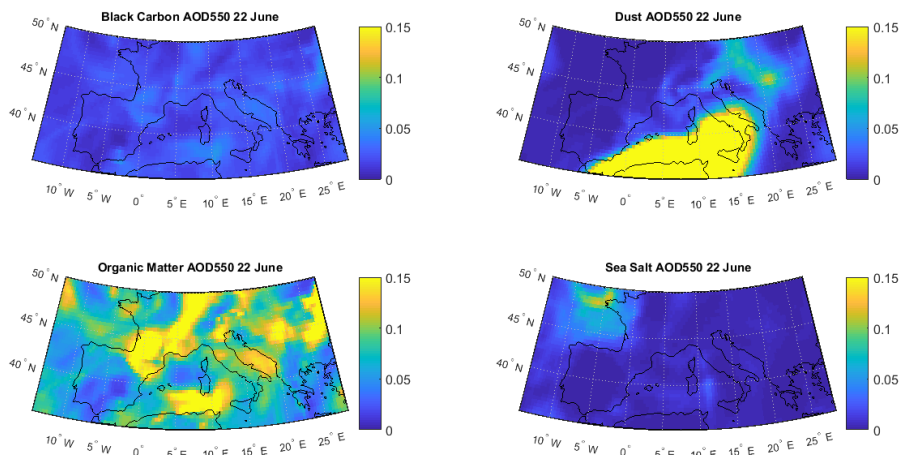 Black Carbon AOD550 22 June
50° N
45° N
40° N
10° W
5° W
0°
5° E
10° E
15° E
20° E
25° E
0.15
0.1
0.05
0
Dust AOD550 22 June
50° N
45° N
40° N
10° W
5° W
0°
5° E
10° E
15° E
20° E
25° E
0.15
0.1
0.05
0
Organic Matter AOD550 22 June
50° N
45° N
40° N
10° W
5° W
0°
5° E
10° E
15° E
20° E
25° E
0.15
0.1
0.05
0
Sea Salt AOD550 22 June
50° N
45° N
40° N
10° W
5° W
0°
5° E
10° E
15° E
20° E
25° E
0.15
0.1
0.05
0